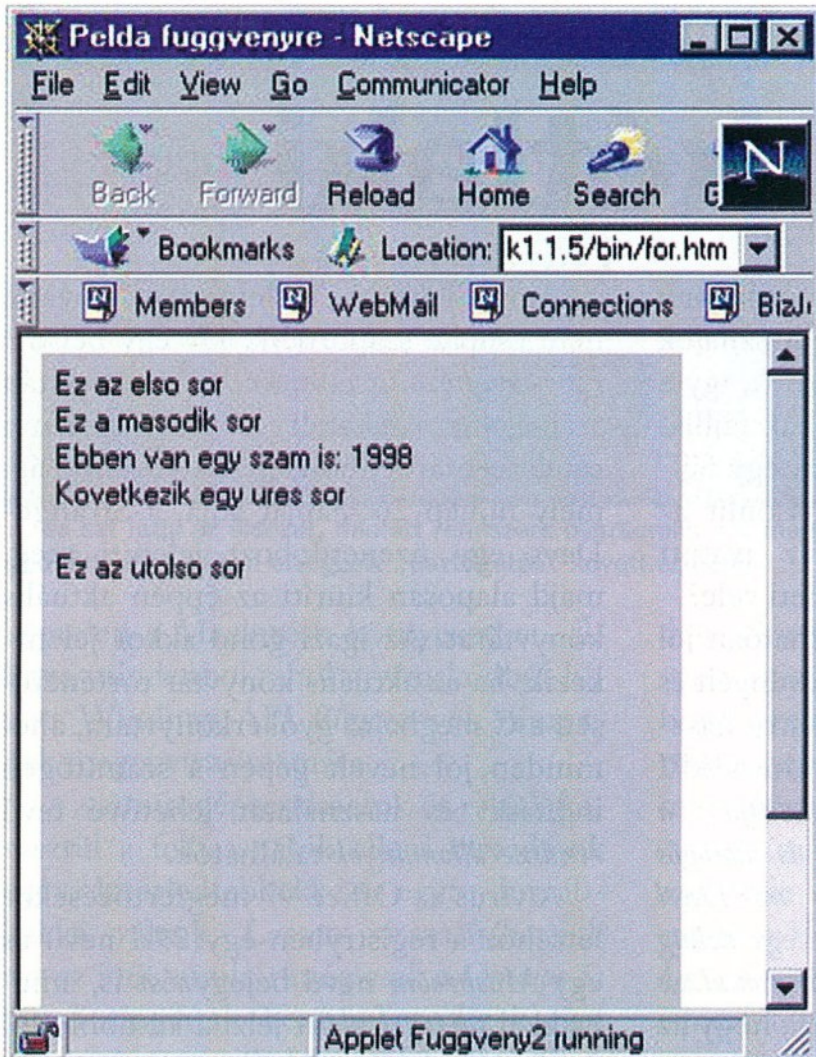 Pelda fuggvenyre - Netscape
File Edit View Go Communicator Help
N
Back Forward Reload Home Search G
Bookmarks Location: k1.1.5/bin/for.htm
Members WebMail Connections BizJ
Ez az elso sor
Ez a masodik sor
Ebben van egy szam is: 1998
Kovetkezik egy ures sor
Ez az utolso sor
Applet Fuggveny2 running